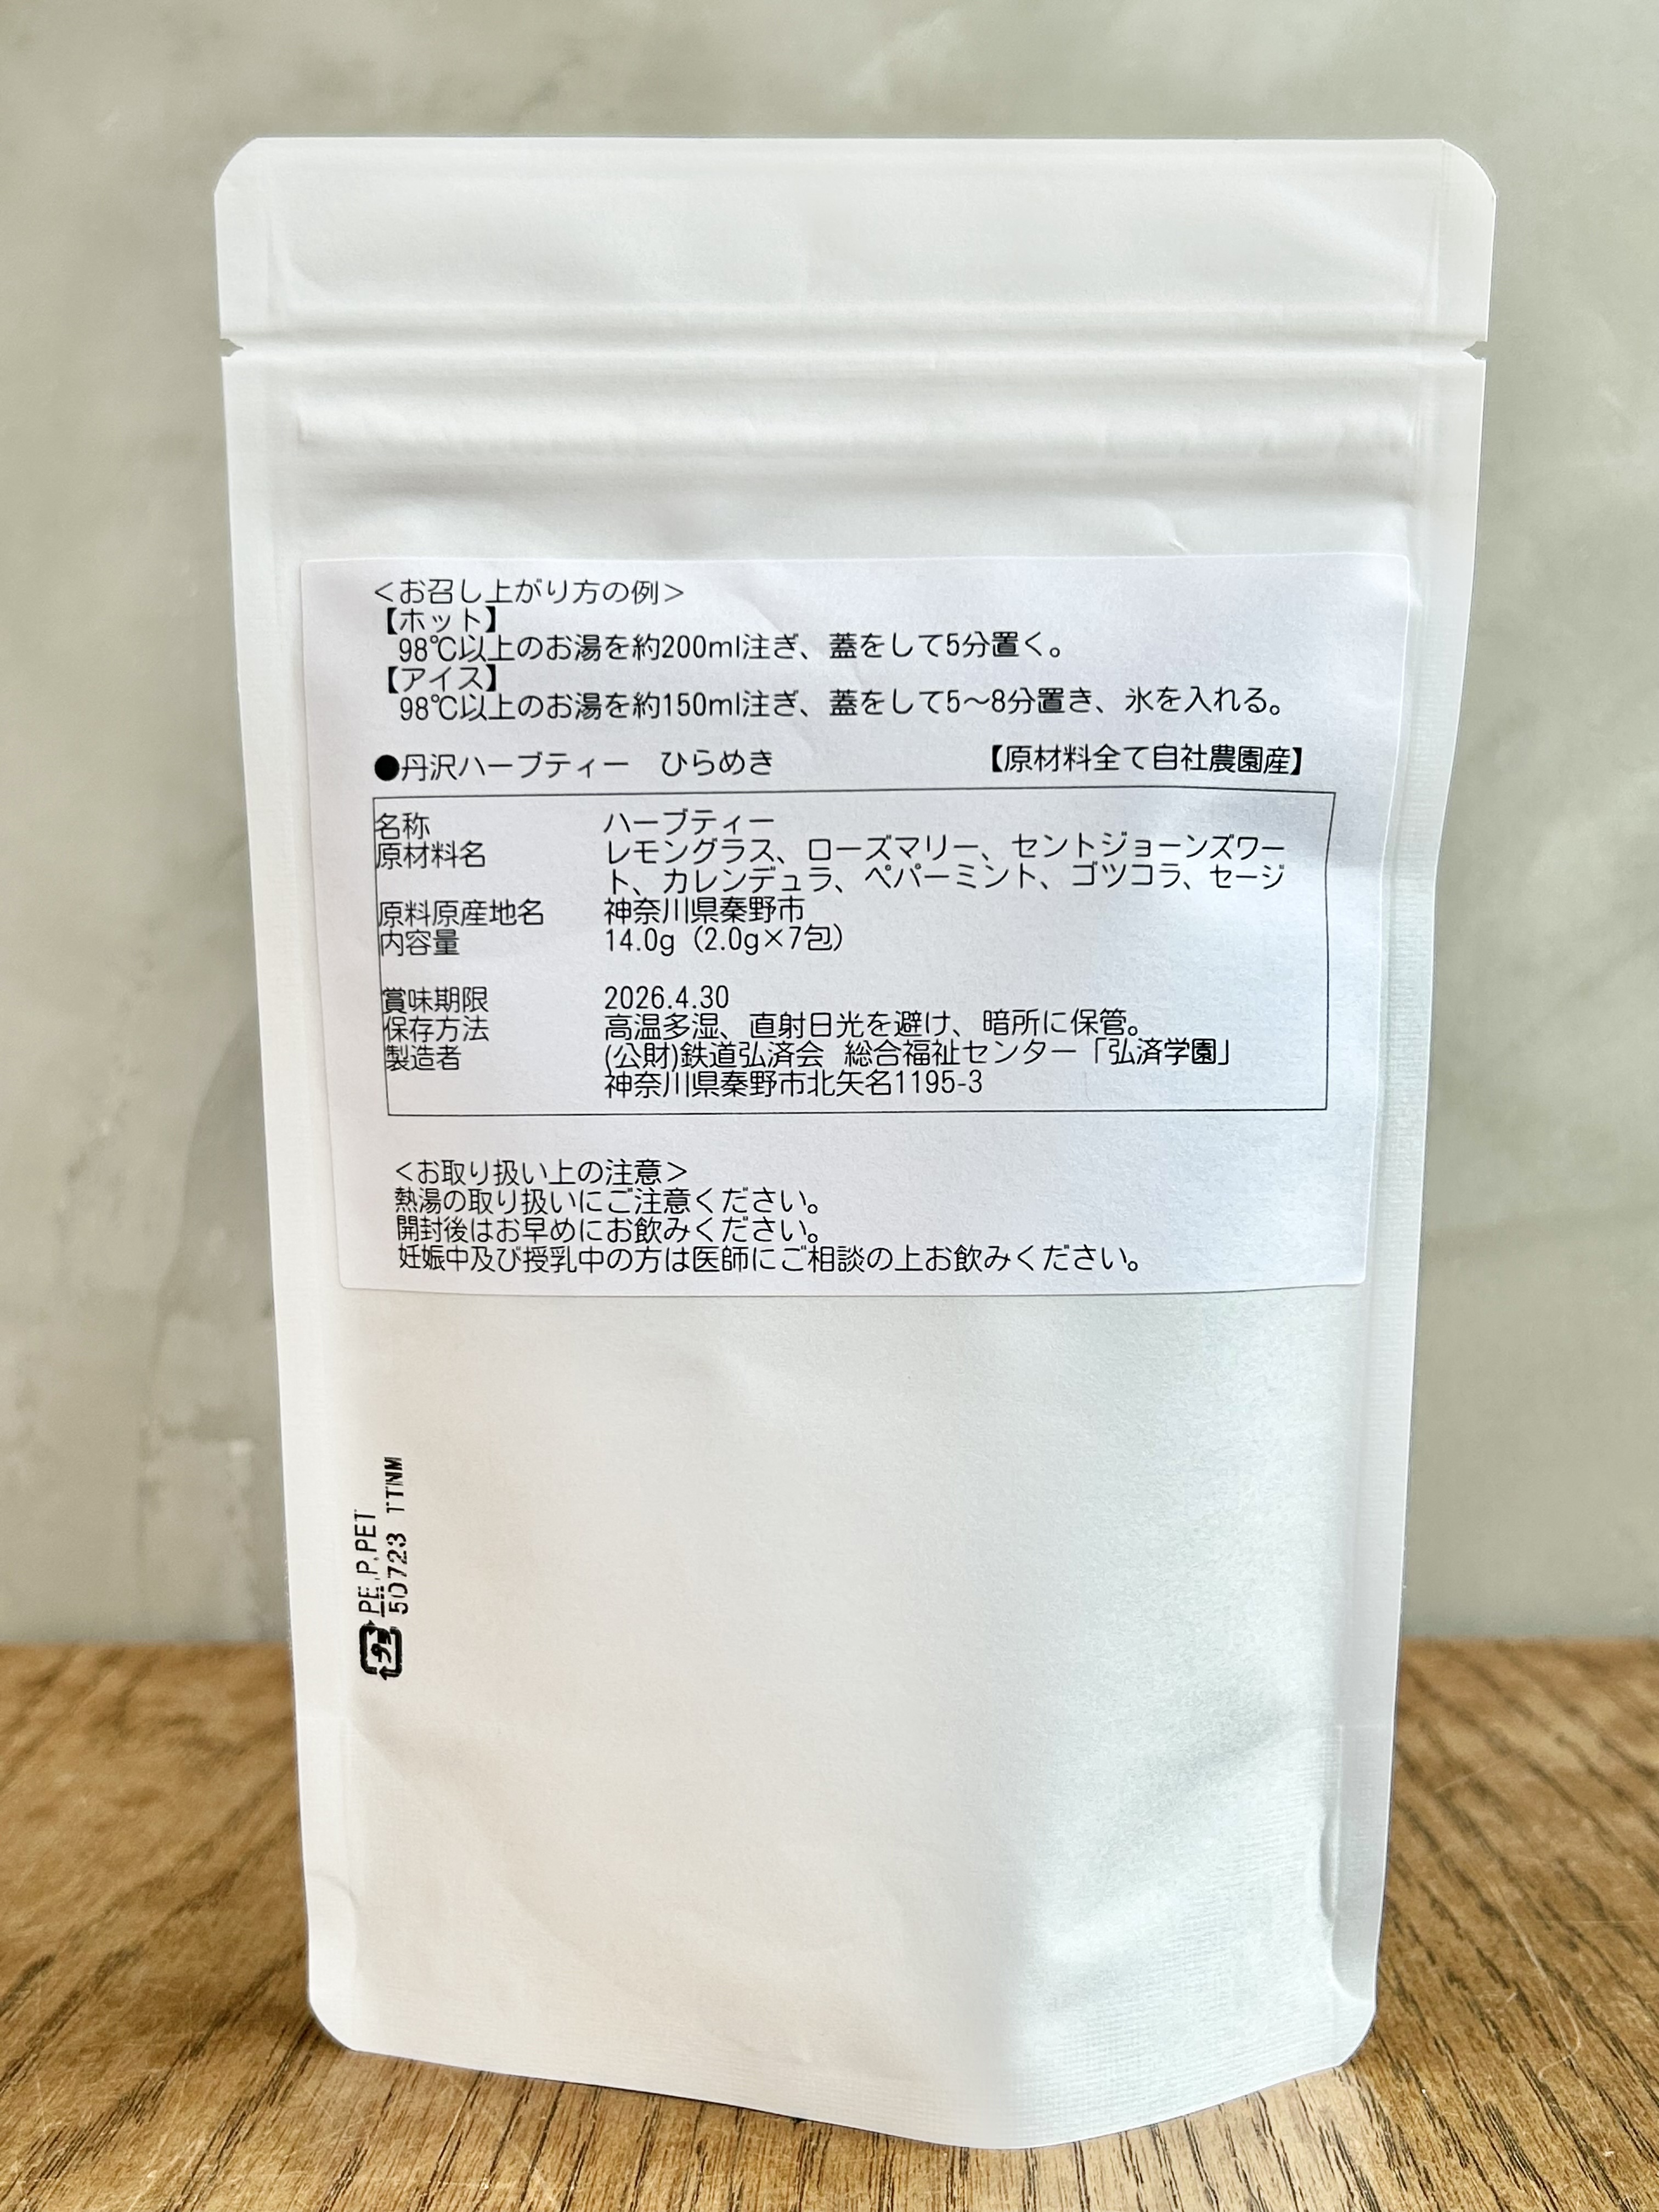 ＜お召し上がり方の例＞
【ホット】
98℃以上のお湯を約200ml注ぎ、蓋をして5分置く。
【アイス】
98℃以上のお湯を約150ml注ぎ、蓋をして5～8分置き、氷を入れる。
●丹沢ハーブティー　ひらめき　【原材料全て自社農園産】
名称　ハーブティー
原材料名　レモングラス、ローズマリー、セントジョーンズワー
ト、カレンデュラ、ペパーミント、ゴツコラ、セージ
原料原産地名　神奈川県秦野市
内容量　14.0g（2.0g×7包）
賞味期限　2026.4.30
保存方法　高温多湿、直射日光を避け、暗所に保管。
製造者　(公財)鉄道弘済会　総合福祉センター「弘済学園」
神奈川県秦野市北矢名1195-3
＜お取り扱い上の注意＞
熱湯の取り扱いにご注意ください。
開封後はお早めにお飲みください。
妊娠中及び授乳中の方は医師にご相談の上お飲みください。
プラ PE,P,PET
50723 TTNM